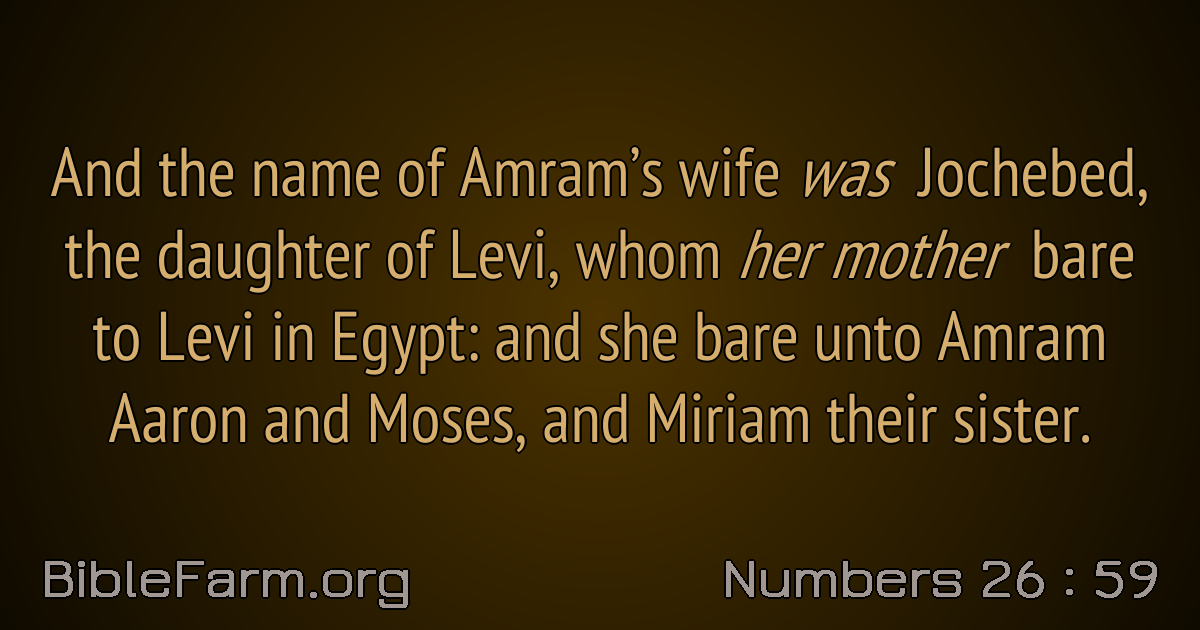 And the name of Amram’s wife was Jochebed,
the daughter of Levi, whom her mother bare
to Levi in Egypt: and she bare unto Amram
Aaron and Moses, and Miriam their sister.
BibleFarm.org
Numbers 26 : 59